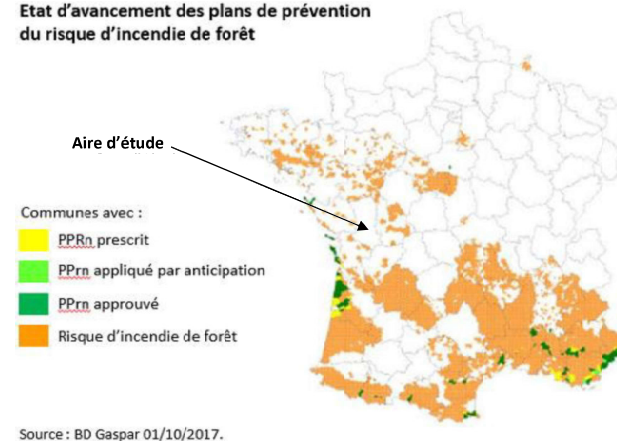 Etat d'avancement des plans de prévention
du risque d'incendie de forêt
Aire d'étude
Communes avec :
PPRn prescrit
PPrn appliqué par anticipation
PPrn approuvé
Risque d'incendie de forêt
Source : BD Gaspar 01/10/2017.